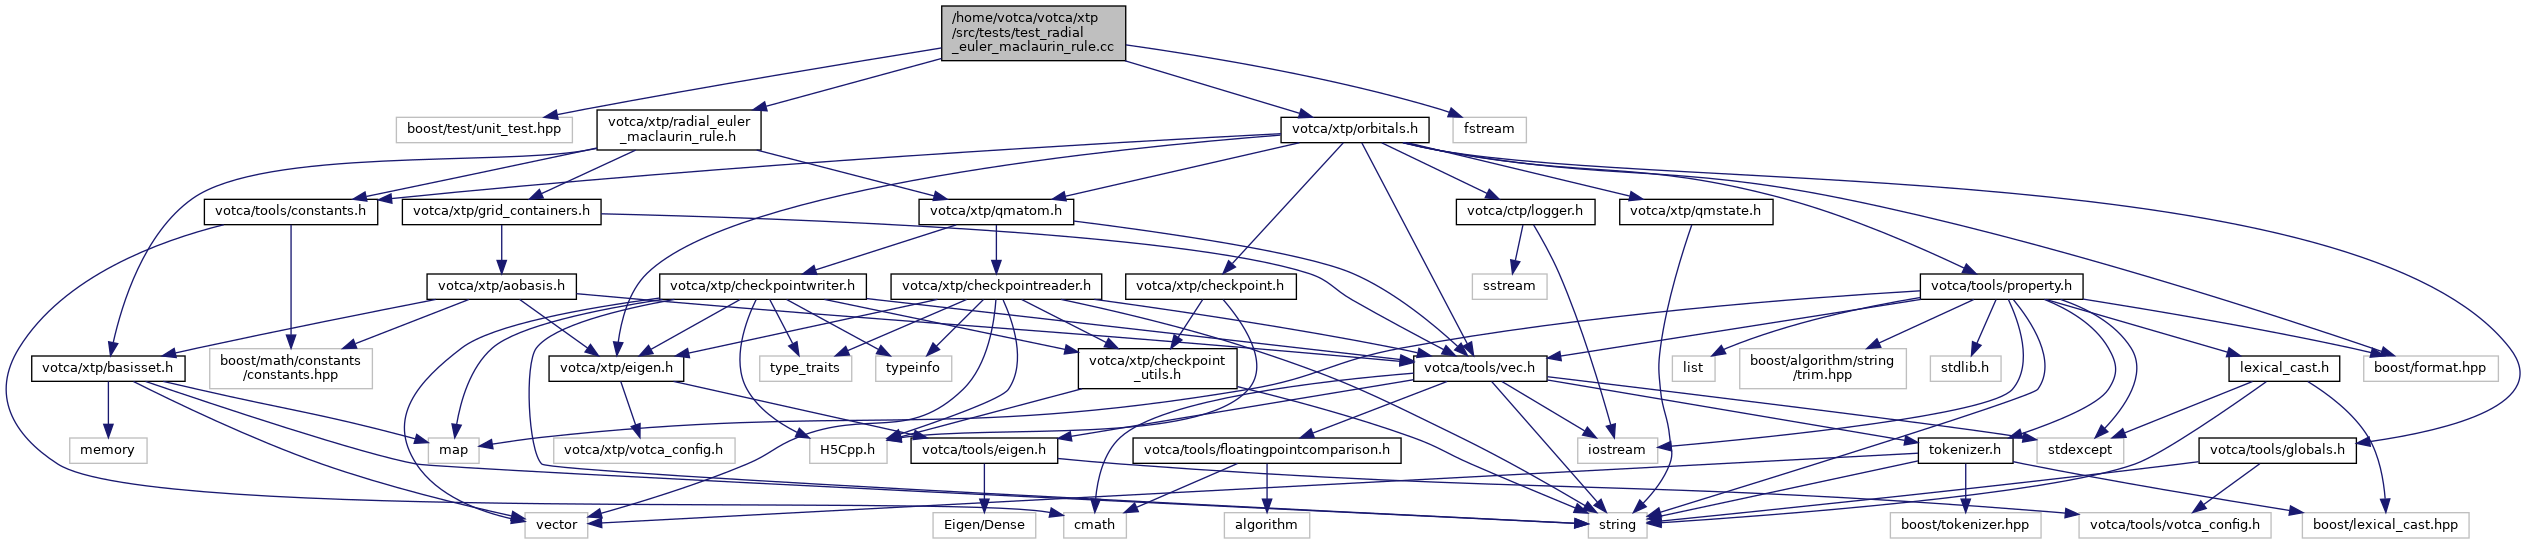 /home/votca/votca/xtp
/src/tests/test_radial
_euler_maclaurin_rule.cc
boost/test/unit_test.hpp
votca/xtp/radial_euler
_maclaurin_rule.h
votca/xtp/orbitals.h
fstream
votca/tools/constants.h
votca/xtp/grid_containers.h
votca/xtp/qmatom.h
votca/ctp/logger.h
votca/xtp/qmstate.h
votca/xtp/aobasis.h
votca/xtp/checkpointwriter.h
votca/xtp/checkpointreader.h
votca/xtp/checkpoint.h
sstream
votca/tools/property.h
votca/xtp/basisset.h
boost/math/constants
/constants.hpp
votca/xtp/eigen.h
type_traits
typeinfo
votca/xtp/checkpoint
_utils.h
votca/tools/vec.h
list
boost/algorithm/string
/trim.hpp
stdlib.h
lexical_cast.h
boost/format.hpp
memory
map
votca/xtp/votca_config.h
H5Cpp.h
votca/tools/eigen.h
votca/tools/floatingpointcomparison.h
iostream
tokenizer.h
stdexcept
votca/tools/globals.h
vector
Eigen/Dense
cmath
algorithm
string
boost/tokenizer.hpp
votca/tools/votca_config.h
boost/lexical_cast.hpp